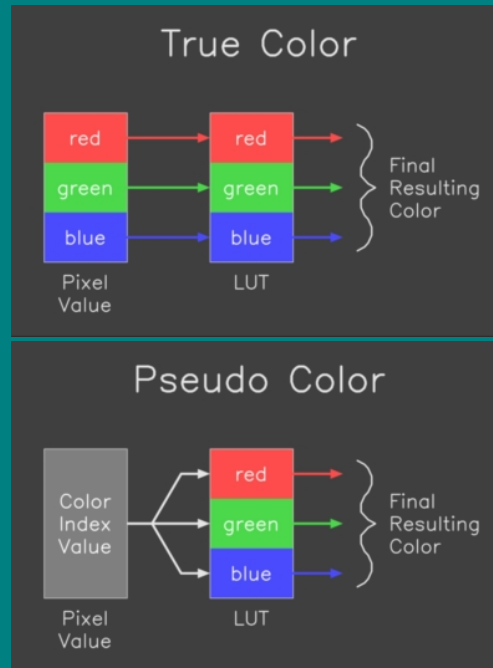 True Color
red
red
green
green
blue
blue
Final
Resulting
Color
Pixel
Value
LUT
Pseudo Color
Color
Index
Value
red
green
blue
Final
Resulting
Color
Pixel
Value
LUT